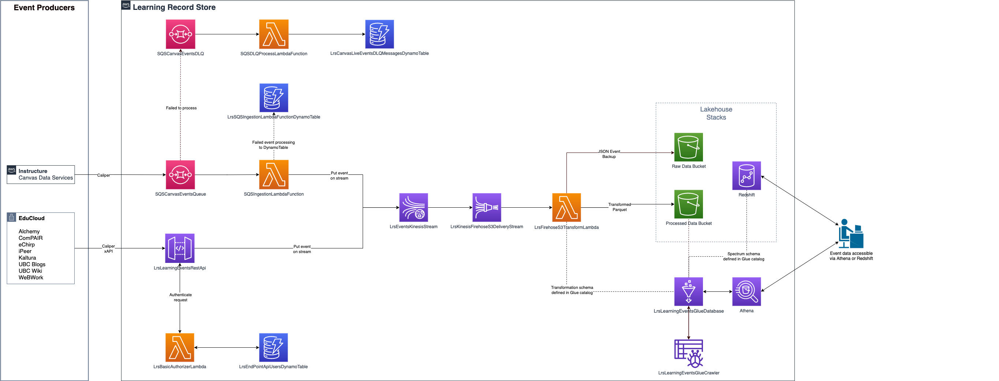 Event Producers
aws
Learning Record Store
SQSCanvasEventsDLQ
SQSDLQProcessLambdaFunction
LrsCanvasLiveEventsDLQMessagesDynamoTable
Failed to process
LrsSQSIngestionLambdaFunctionDynamoTable
Failed event processing
to DynamoTable
aws
Instructure
Canvas Data Services
Caliper
SQSCanvasEventsQueue
SQSIngestionLambdaFunction
Put event
on stream
EduCloud
Alchemy
ComPAIR
eChirp
iPeer
Kaltura
UBC Blogs
UBC Wiki
WeBWork
Caliper
xAPI
LrsLearningEventsRestApi
Put event
on stream
Authenticate
request
LrsBasicAuthorizerLambda
LrsEndPointApiUsersDynamoTable
LrsEventsKinesisStream
LrsKinesisFirehoseS3DeliveryStream
LrsFirehoseS3TransformLambda
JSON Event
Backup
Transformed
Parquet
Lakehouse
Stacks
Raw Data Bucket
Processed Data Bucket
Redshift
Spectrum schema
defined in Glue catalog
Transformation schema
defined in Glue catalog
LrsLearningEventsGlueDatabase
Athena
LrsLearningEventsGlueCrawler
Event data accessible
via Athena or Redshift